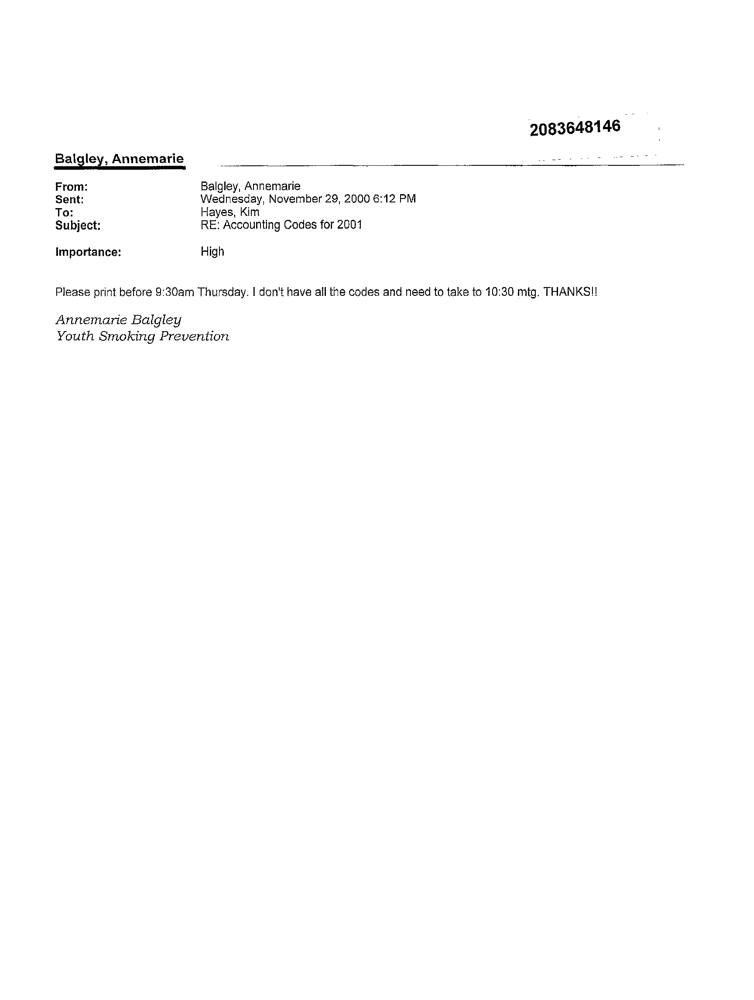 2083648146
Balgley, Annemarie
From: Balgley, Annemarie
Sent: Wednesday, November 29, 2000 6:12 PM
To: Hayes, Kim
Subject: RE: Accounting Codes for 2001
Importance: High
Please print before 9:30am Thursday. I don't have all the codes and need to take to 10:30 mtg. THANKS!!
Annemarie Balgley
Youth Smoking Prevention